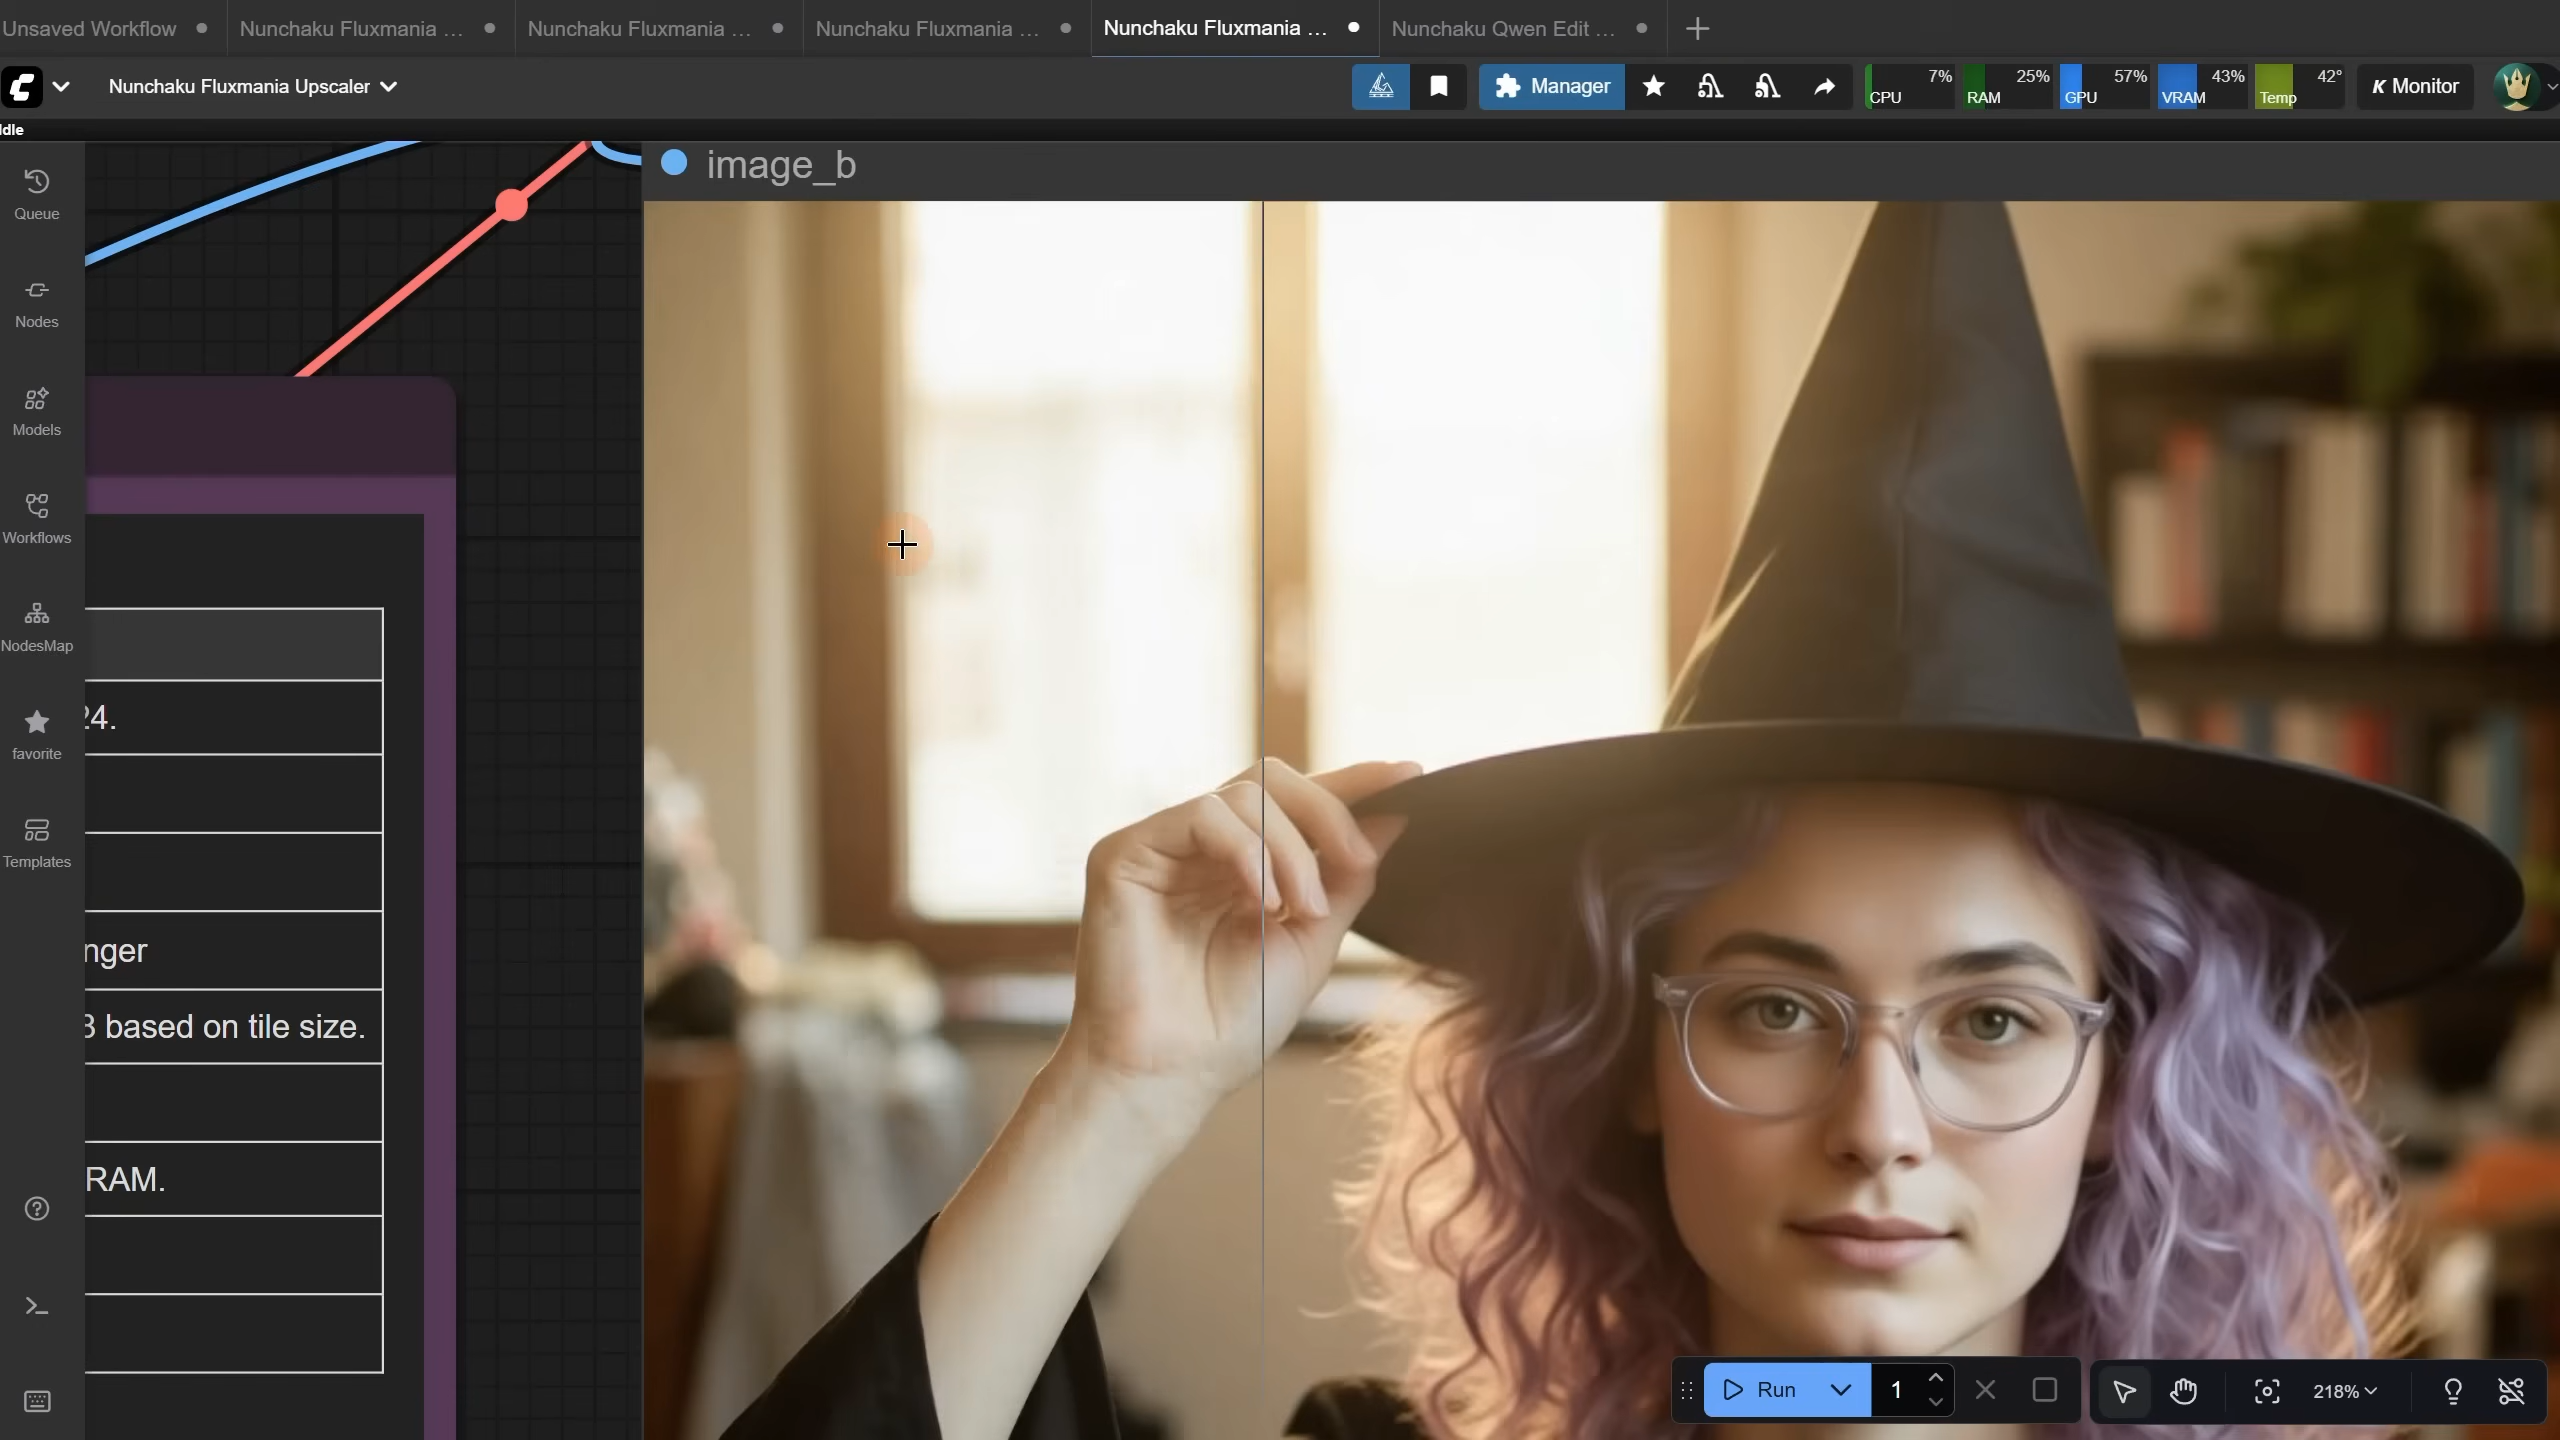 Unsaved Workflow
Nunchaku Fluxmania ...
Nunchaku Fluxmania ...
Nunchaku Fluxmania ...
Nunchaku Fluxmania ...
Nunchaku Qwen Edit ...
Nunchaku Fluxmania Upscaler
Manager
7%
CPU
25%
RAM
57%
GPU
43%
VRAM
42°
Temp
K Monitor
Idle
image_b
Queue
Nodes
Models
Workflows
NodesMap
favorite
Templates
24.
nger
based on tile size.
RAM.
Run
1
218%